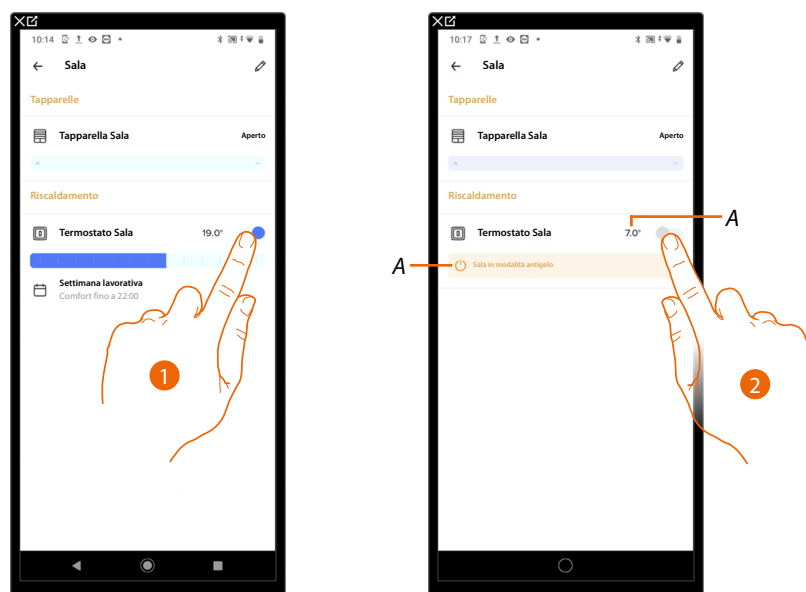 10:14
Sala
Tapparelle
Tapparella Sala Aperto
Riscaldamento
Termostato Sala 19.0°
Settimana lavorativa
Comfort fino a 22:00
1
10:17
Sala
Tapparelle
Tapparella Sala Aperto
Riscaldamento
Termostato Sala 7.0°
A
A
Sala in modalità antigelo
2